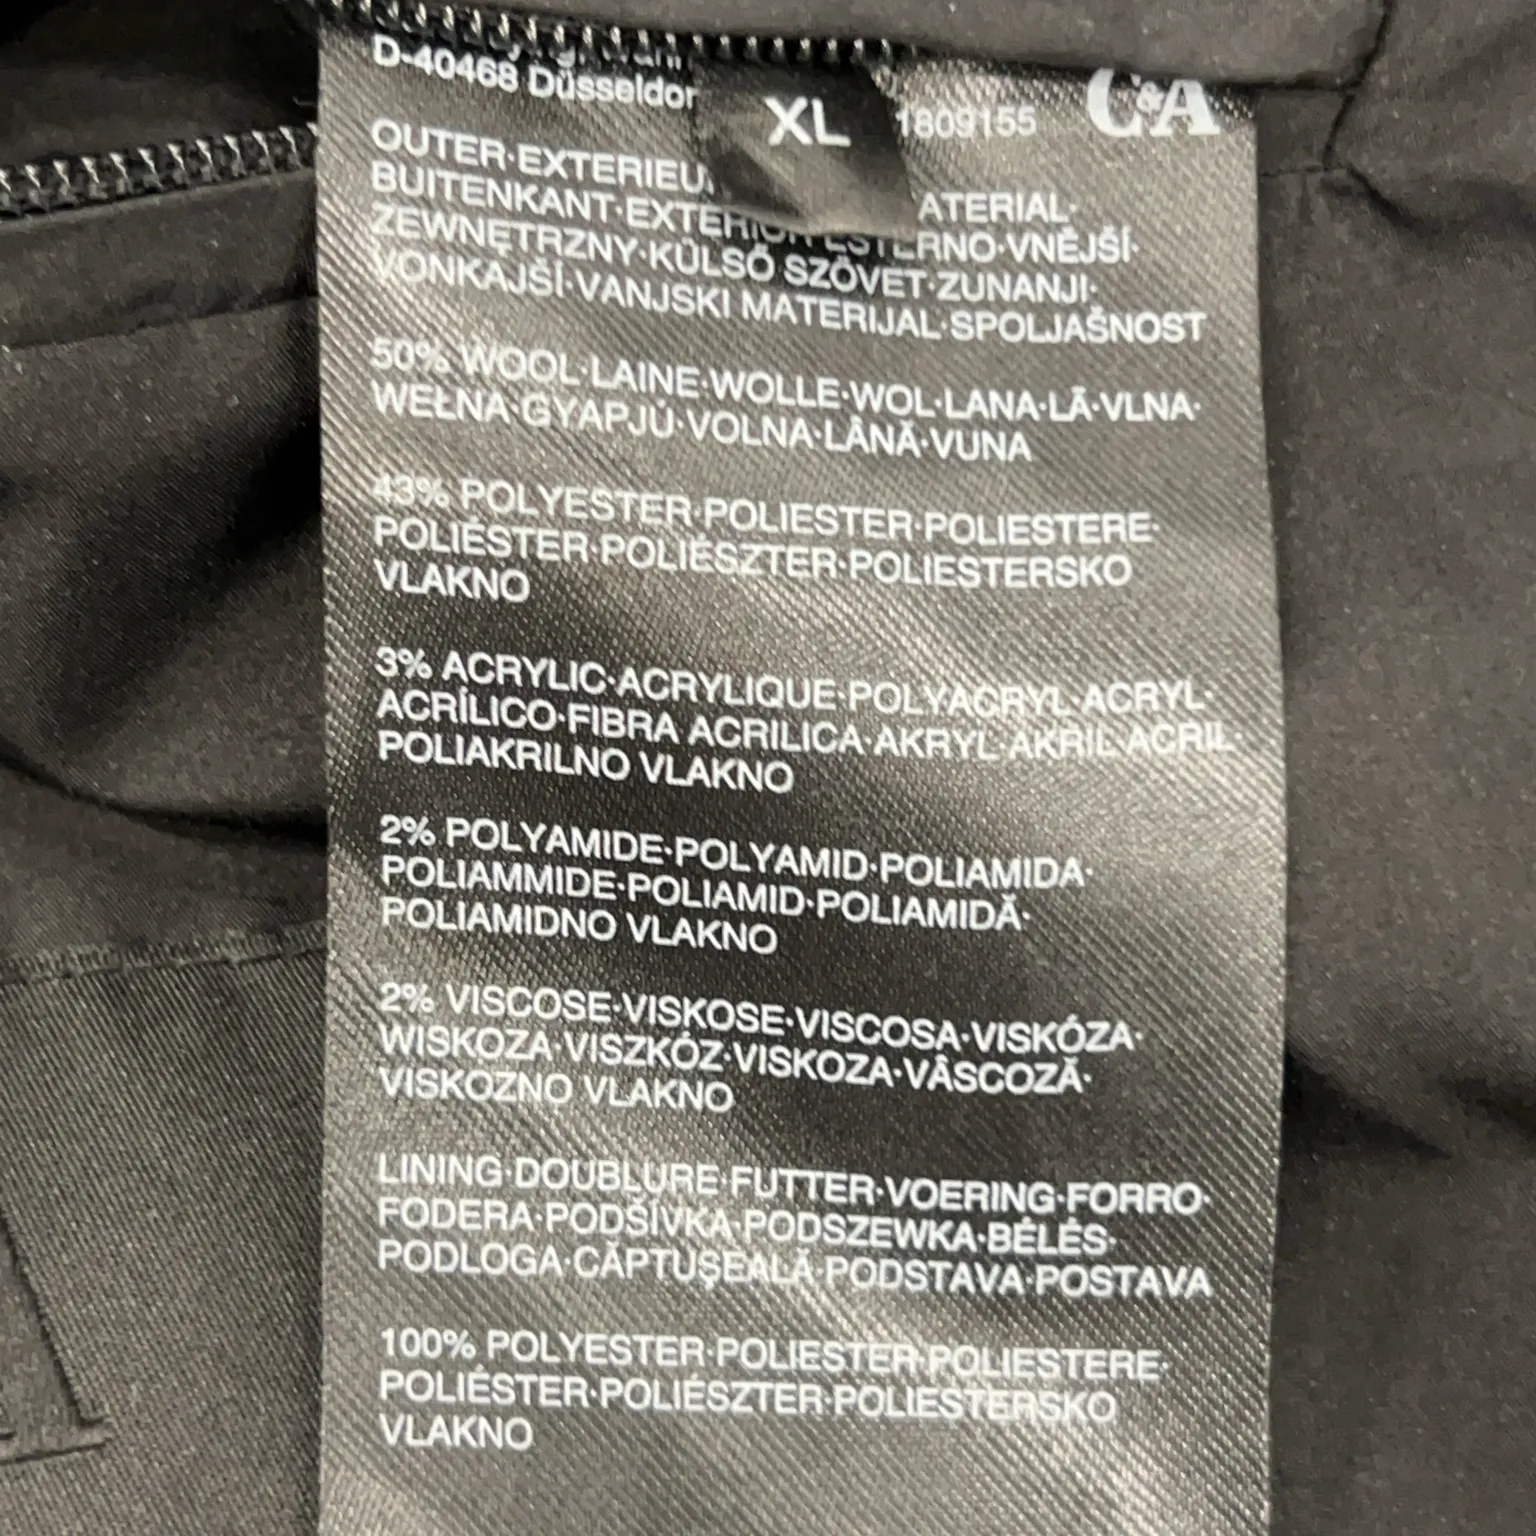 D-40468 Düsseldor
XL
1809155
C&A
OUTER·EXTERIEU
ATERIAL·
BUITENKANT·EXTERIOR·ESTERNO·VNĚJŠÍ·
ZEWNĘTRZNY·KÜLSŐ SZÖVET·ZUNANJI·
VONKAJŠÍ·VANJSKI MATERIJAL·SPOLJAŠNOST
50% WOOL·LAINE·WOLLE·WOL·LANA·LÃ·VLNA·
WEŁNA·GYAPJÚ·VOLNA·LÂNĂ·VUNA
43% POLYESTER·POLIESTER·POLIESTERE·
POLIÉSTER·POLIÉSZTER·POLIESTERSKO
VLAKNO
3% ACRYLIC·ACRYLIQUE·POLYACRYL·ACRYL·
ACRÍLICO·FIBRA ACRILICA·AKRYL·AKRIL·ACRIL·
POLIAKRILNO VLAKNO
2% POLYAMIDE·POLYAMID·POLIAMIDA·
POLIAMMIDE·POLIAMID·POLIAMIDĂ·
POLIAMIDNO VLAKNO
2% VISCOSE·VISKOSE·VISCOSA·VISKÓZA·
WISKOZA·VISZKÓZ·VISKOZA·VÂSCOZĂ·
VISKOZNO VLAKNO
LINING·DOUBLURE·FUTTER·VOERING·FORRO·
FODERA·PODŠÍVKA·PODSZEWKA·BÉLÉS·
PODLOGA·CĂPTUŞEALĂ·PODSTAVA·POSTAVA
100% POLYESTER·POLIESTER·POLIESTERE·
POLIÉSTER·POLIÉSZTER·POLIESTERSKO
VLAKNO